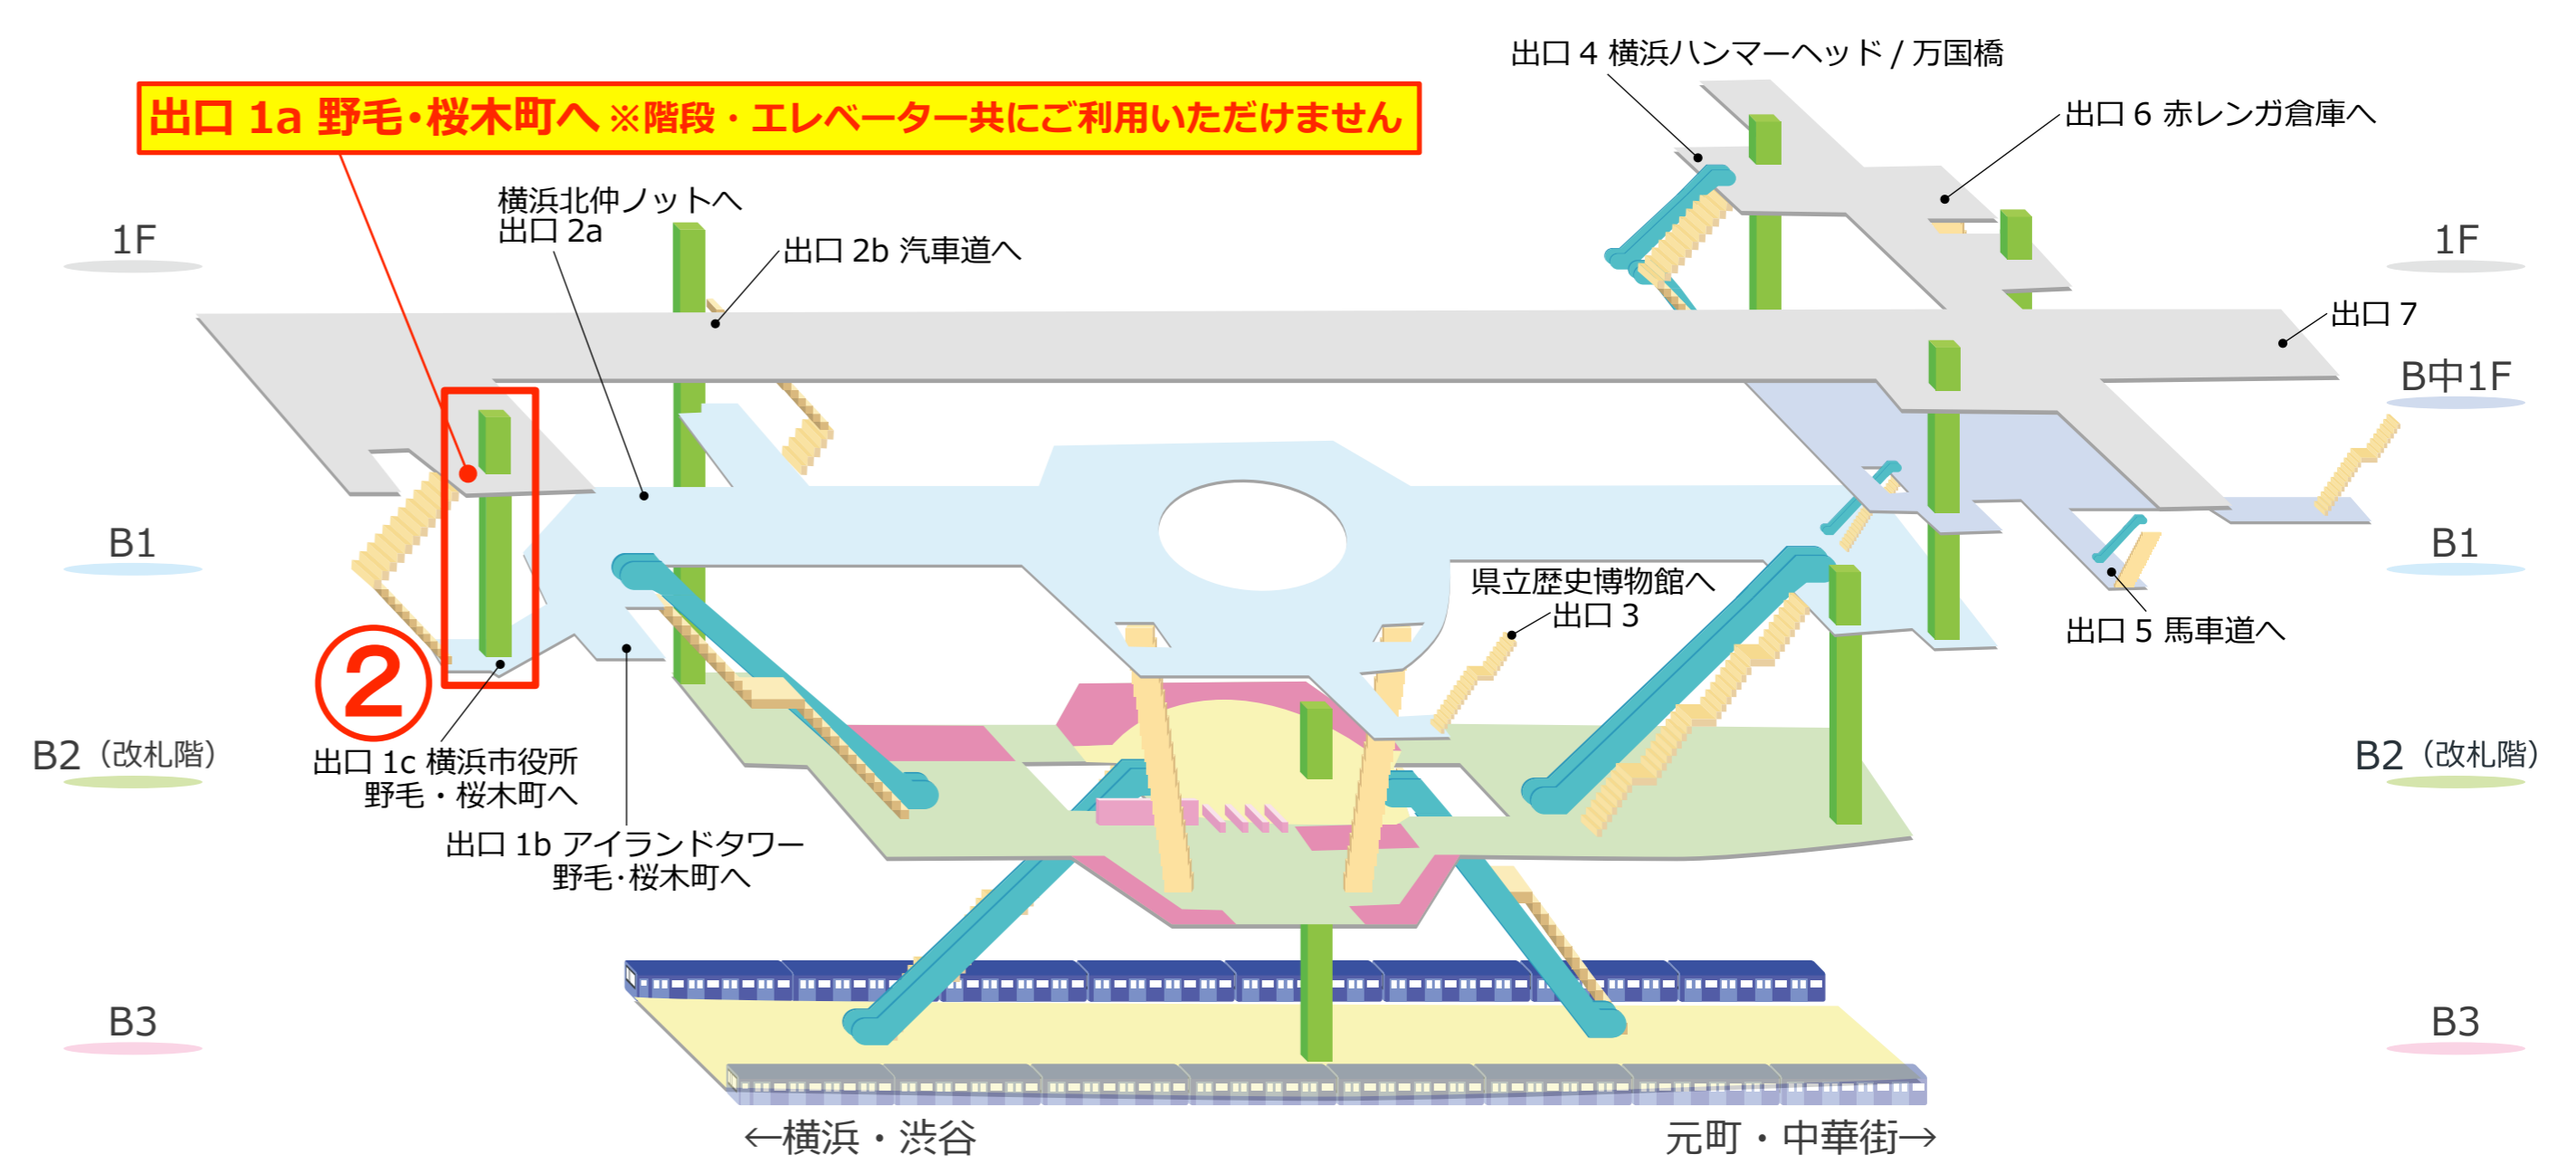 出口 4 横浜ハンマーヘッド / 万国橋
出口 1a 野毛・桜木町へ ※階段・エレベーター共にご利用いただけません
出口 6 赤レンガ倉庫へ
横浜北仲ノットへ
出口 2a
出口 2b 汽車道へ
1F
1F
出口 7
B中1F
B1
B1
県立歴史博物館へ
出口 3
出口 5 馬車道へ
②
出口 1c 横浜市役所
野毛・桜木町へ
B2（改札階）
B2（改札階）
出口 1b アイランドタワー
野毛・桜木町へ
B3
B3
←横浜・渋谷
元町・中華街→